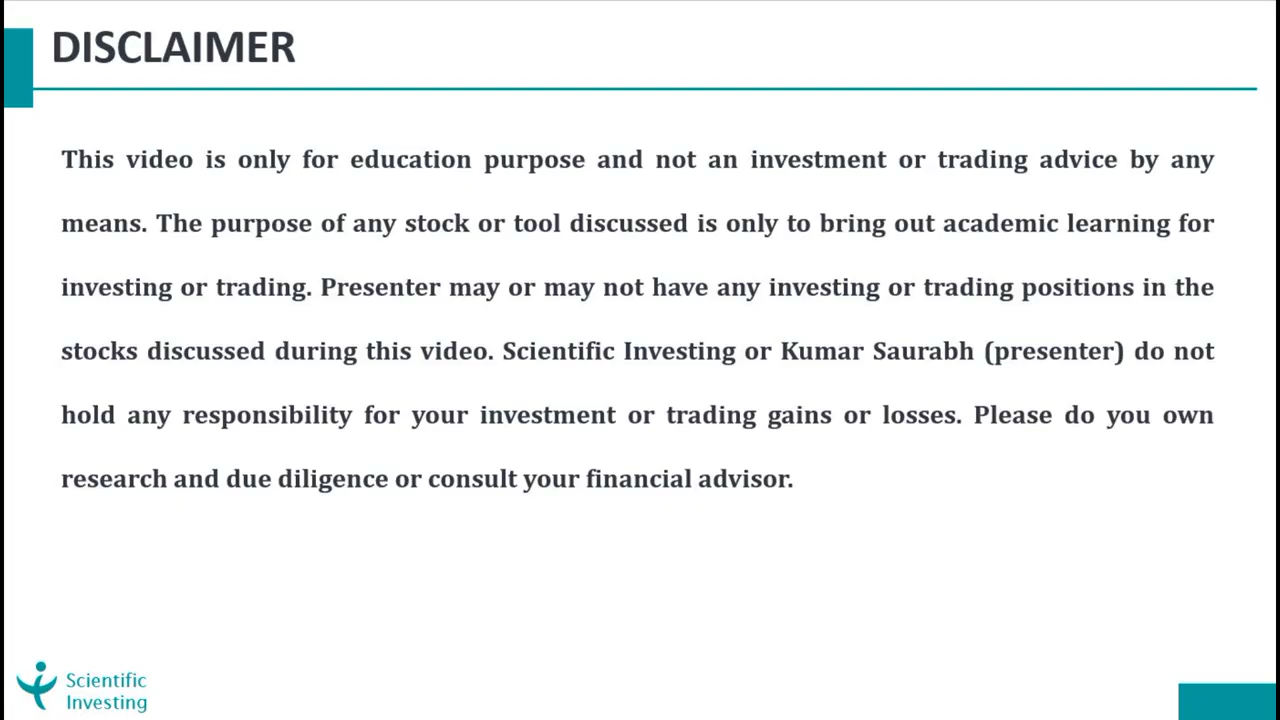 DISCLAIMER
This video is only for education purpose and not an investment or trading advice by any
means. The purpose of any stock or tool discussed is only to bring out academic learning for
investing or trading. Presenter may or may not have any investing or trading positions in the
stocks discussed during this video. Scientific Investing or Kumar Saurabh (presenter) do not
hold any responsibility for your investment or trading gains or losses. Please do you own
research and due diligence or consult your financial advisor.
Scientific
Investing